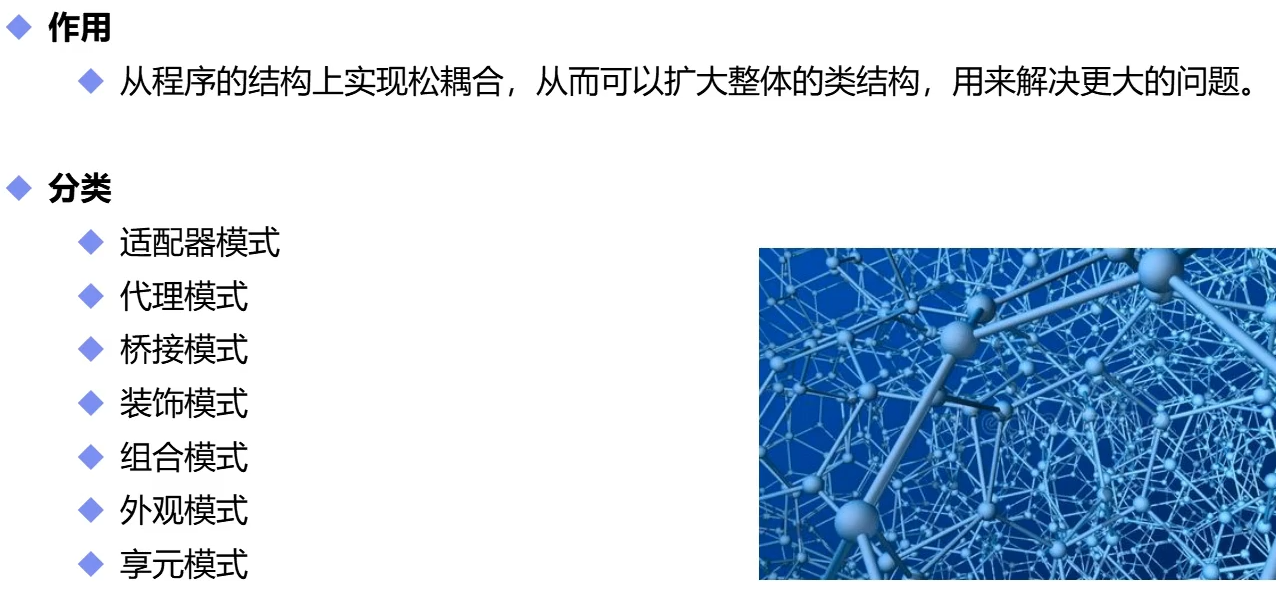 作用
从程序的结构上实现松耦合，从而可以扩大整体的类结构，用来解决更大的问题。
分类
适配器模式
代理模式
桥接模式
装饰模式
组合模式
外观模式
享元模式